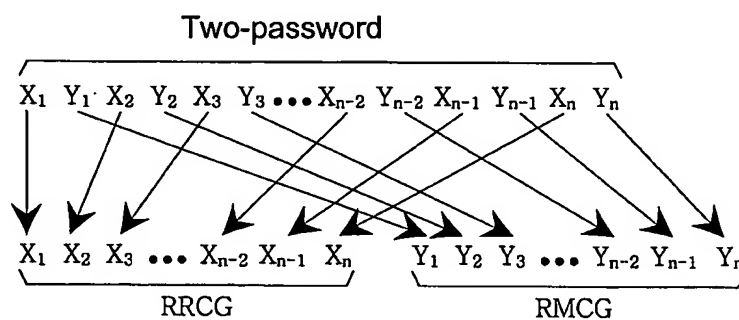 Two-password
X₁ Y₁ X₂ Y₂ X₃ Y₃ ●●● Xₙ₋₂ Yₙ₋₂ Xₙ₋₁ Yₙ₋₁ Xₙ Yₙ
X₁ X₂ X₃ ●●● Xₙ₋₂ Xₙ₋₁ Xₙ Y₁ Y₂ Y₃ ●●● Yₙ₋₂ Yₙ₋₁ Yₙ
RRCG RMCG